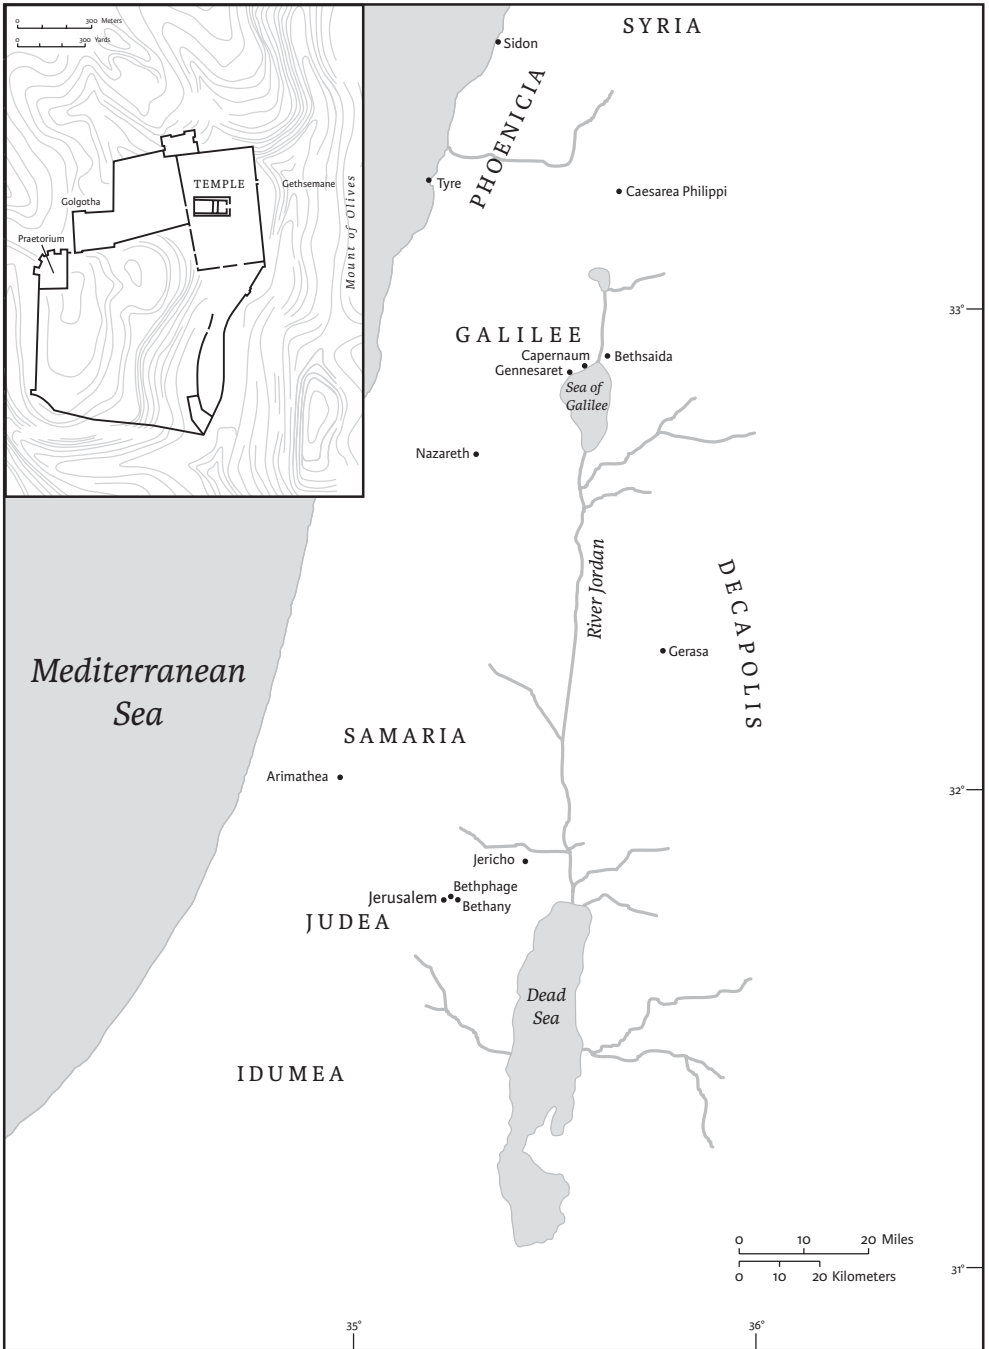 0 300 Meters
0 300 Yards
TEMPLE
Gethsemane
Golgotha
Praetorium
Mount of Olives
SYRIA
Sidon
PHOENICIA
Tyre
Caesarea Philippi
33°
GALILEE
Capernaum
Bethsaida
Gennesaret
Sea of
Galilee
Nazareth
River Jordan
DECAPOLIS
Gerasa
Mediterranean
Sea
SAMARIA
Arimathea
32°
Jericho
Bethphage
Jerusalem
Bethany
JUDEA
Dead
Sea
IDUMEA
0 10 20 Miles
0 10 20 Kilometers
31°
35°
36°